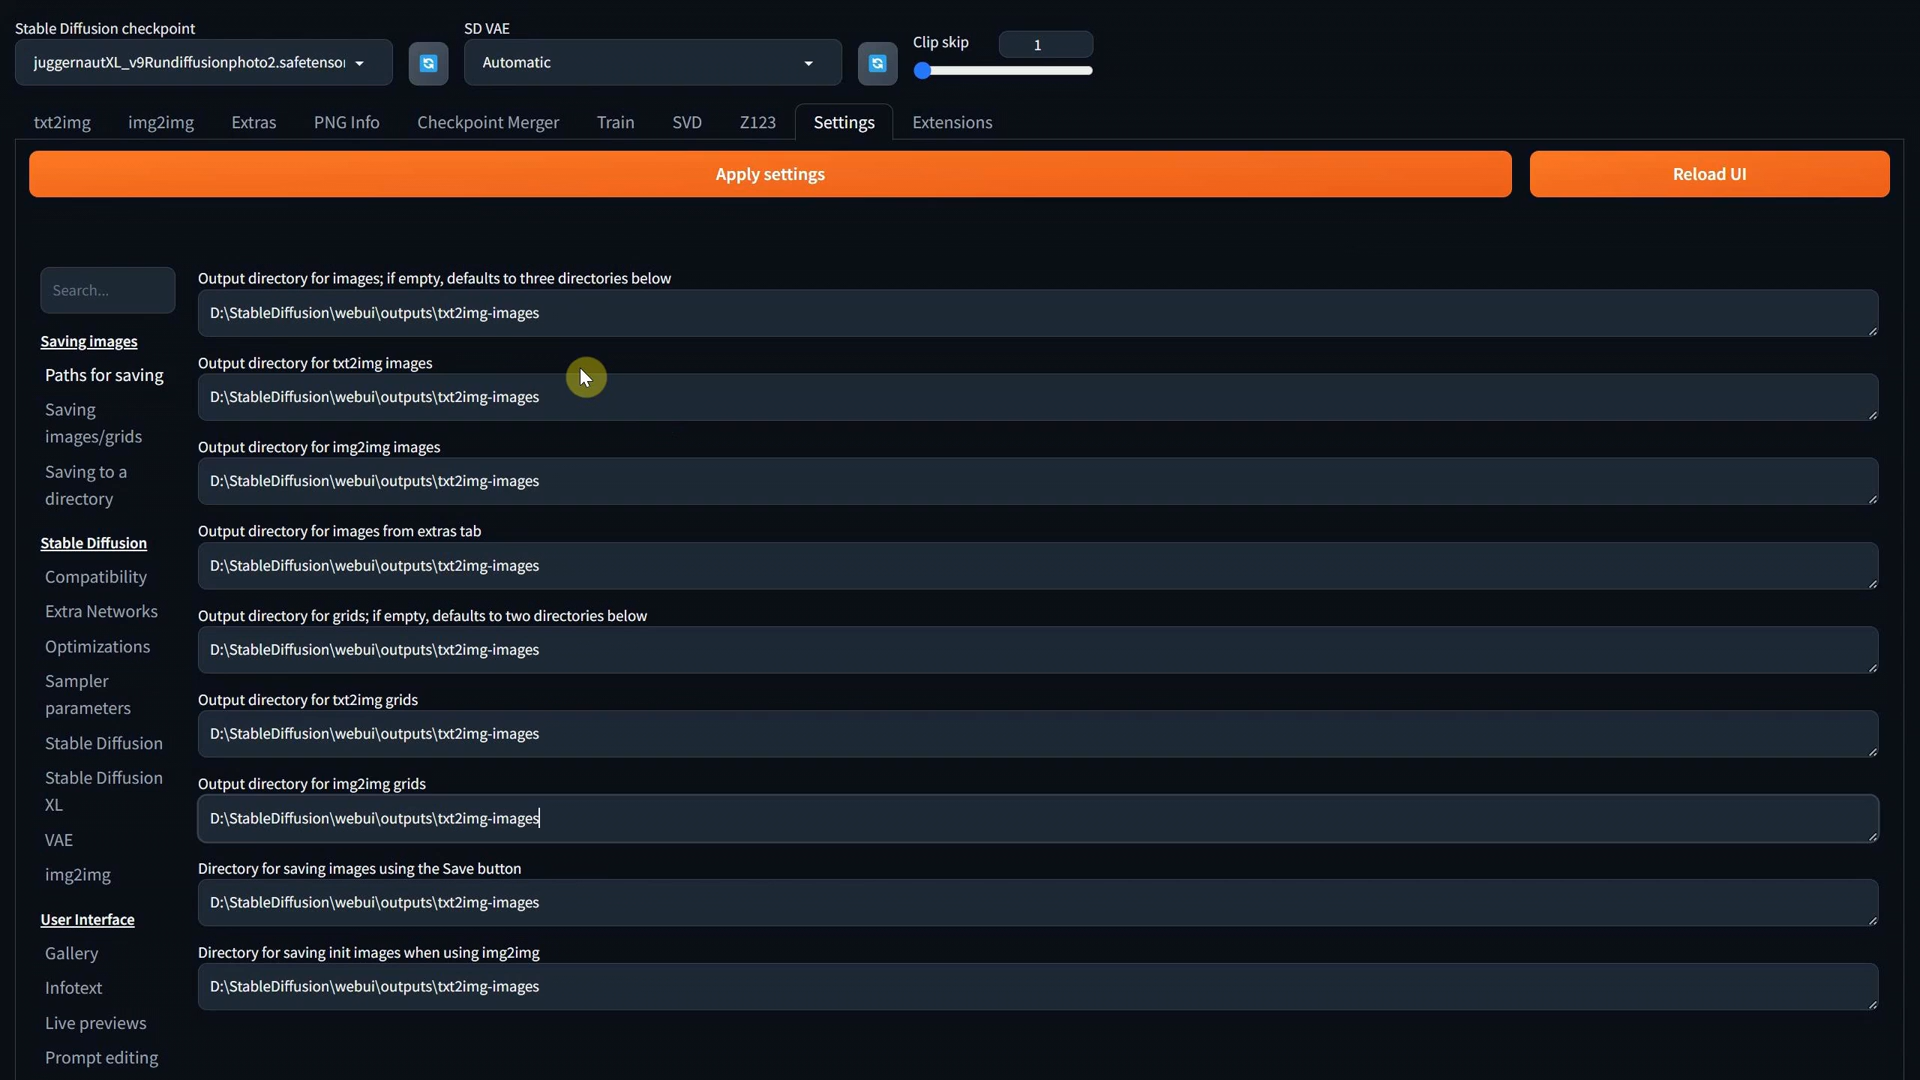 Stable Diffusion checkpoint
SD VAE
Clip skip
1
juggernautXL_v9Rundiffusionphoto2.safetensor
Automatic
txt2img
img2img
Extras
PNG Info
Checkpoint Merger
Train
SVD
Z123
Settings
Extensions
Apply settings
Reload UI
Search...
Saving images
Paths for saving
Saving
images/grids
Saving to a
directory
Stable Diffusion
Compatibility
Extra Networks
Optimizations
Sampler
parameters
Stable Diffusion
Stable Diffusion
XL
VAE
img2img
User Interface
Gallery
Infotext
Live previews
Prompt editing
Output directory for images; if empty, defaults to three directories below
D:\StableDiffusion\webui\outputs\txt2img-images
Output directory for txt2img images
D:\StableDiffusion\webui\outputs\txt2img-images
Output directory for img2img images
D:\StableDiffusion\webui\outputs\txt2img-images
Output directory for images from extras tab
D:\StableDiffusion\webui\outputs\txt2img-images
Output directory for grids; if empty, defaults to two directories below
D:\StableDiffusion\webui\outputs\txt2img-images
Output directory for txt2img grids
D:\StableDiffusion\webui\outputs\txt2img-images
Output directory for img2img grids
D:\StableDiffusion\webui\outputs\txt2img-images
Directory for saving images using the Save button
D:\StableDiffusion\webui\outputs\txt2img-images
Directory for saving init images when using img2img
D:\StableDiffusion\webui\outputs\txt2img-images